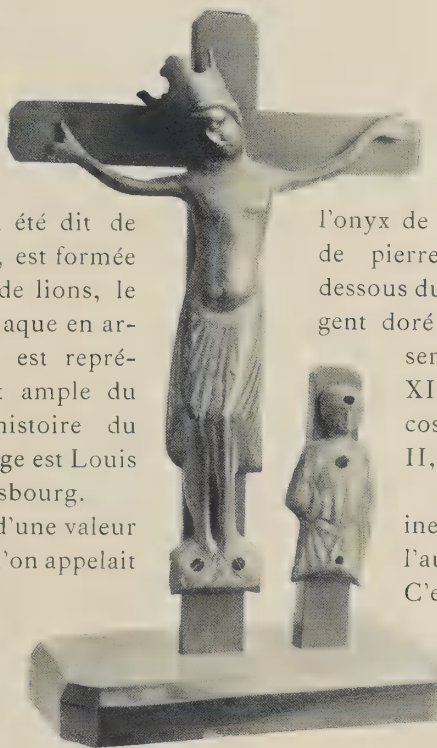 été dit de l'onyx de
, est formée de pierre
de lions, le dessous du
aque en ar- gent doré
est repré- sen
ample du XI
histoire du cos
ge est Louis II,
sbourg.
d'une valeur ine
l'on appelait l'au
C'e